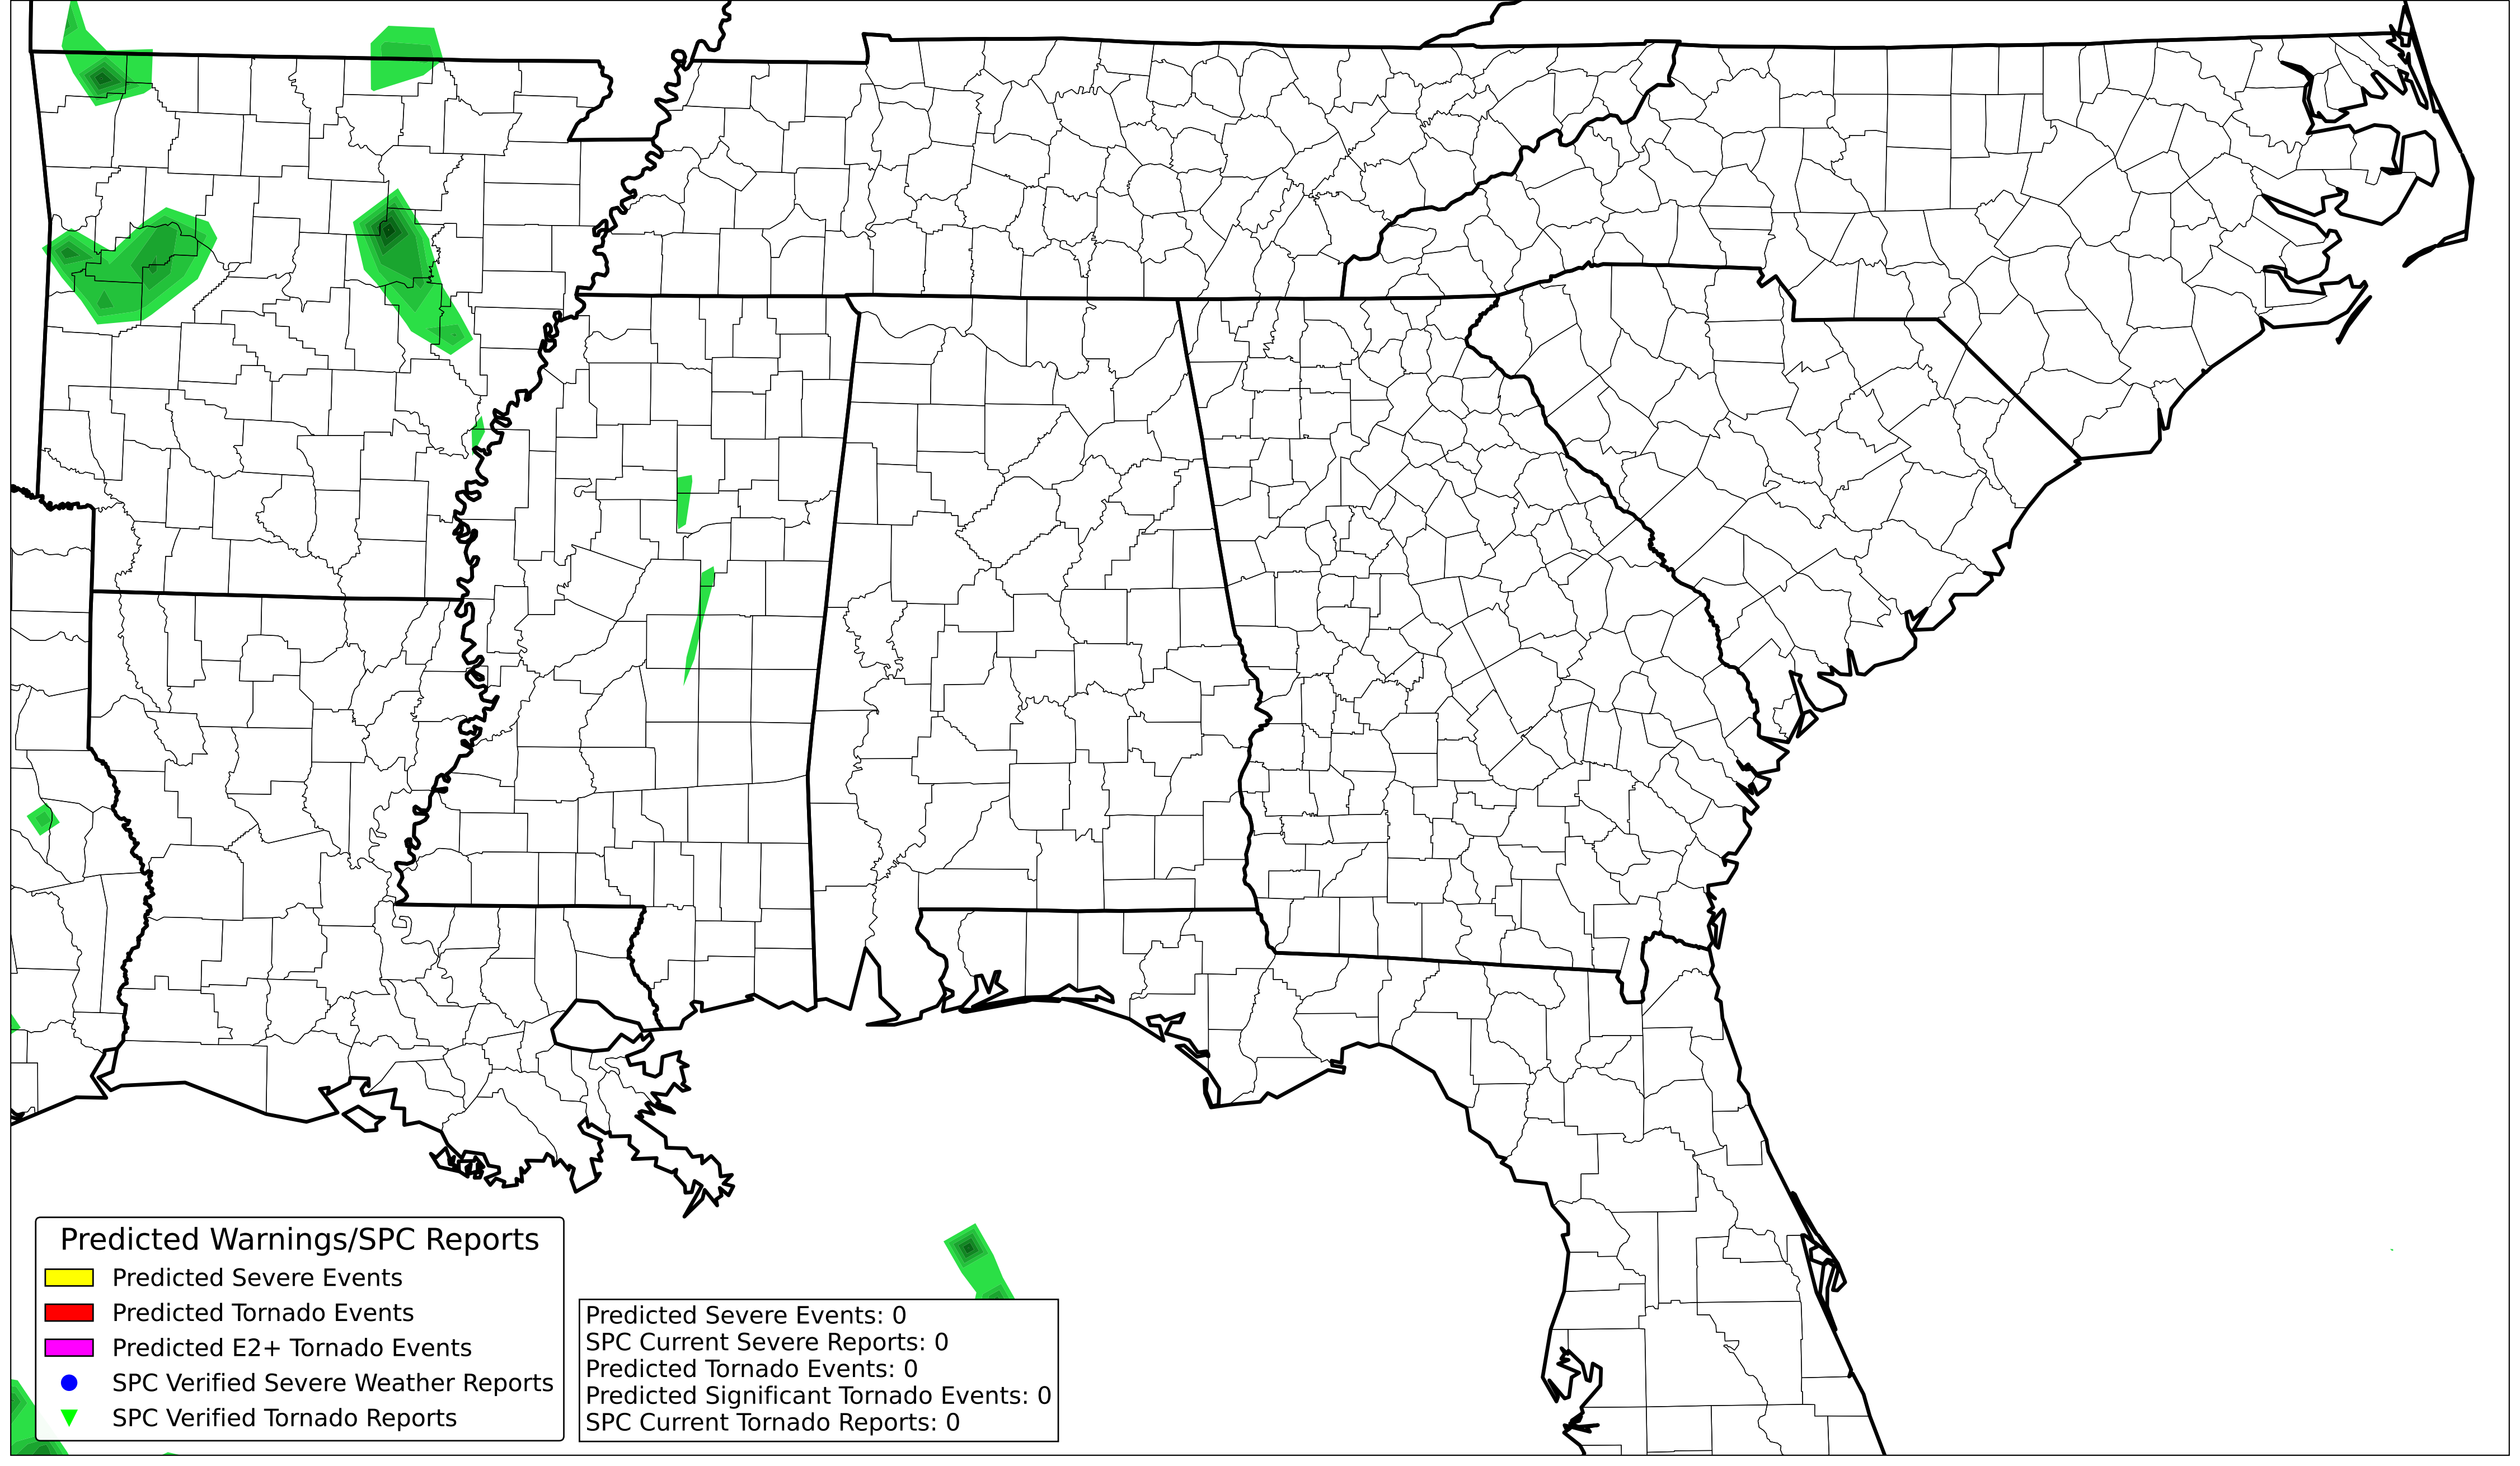 Predicted Warnings/SPC Reports
Predicted Severe Events
Predicted Tornado Events
Predicted E2+ Tornado Events
SPC Verified Severe Weather Reports
SPC Verified Tornado Reports
Predicted Severe Events: 0
SPC Current Severe Reports: 0
Predicted Tornado Events: 0
Predicted Significant Tornado Events: 0
SPC Current Tornado Reports: 0